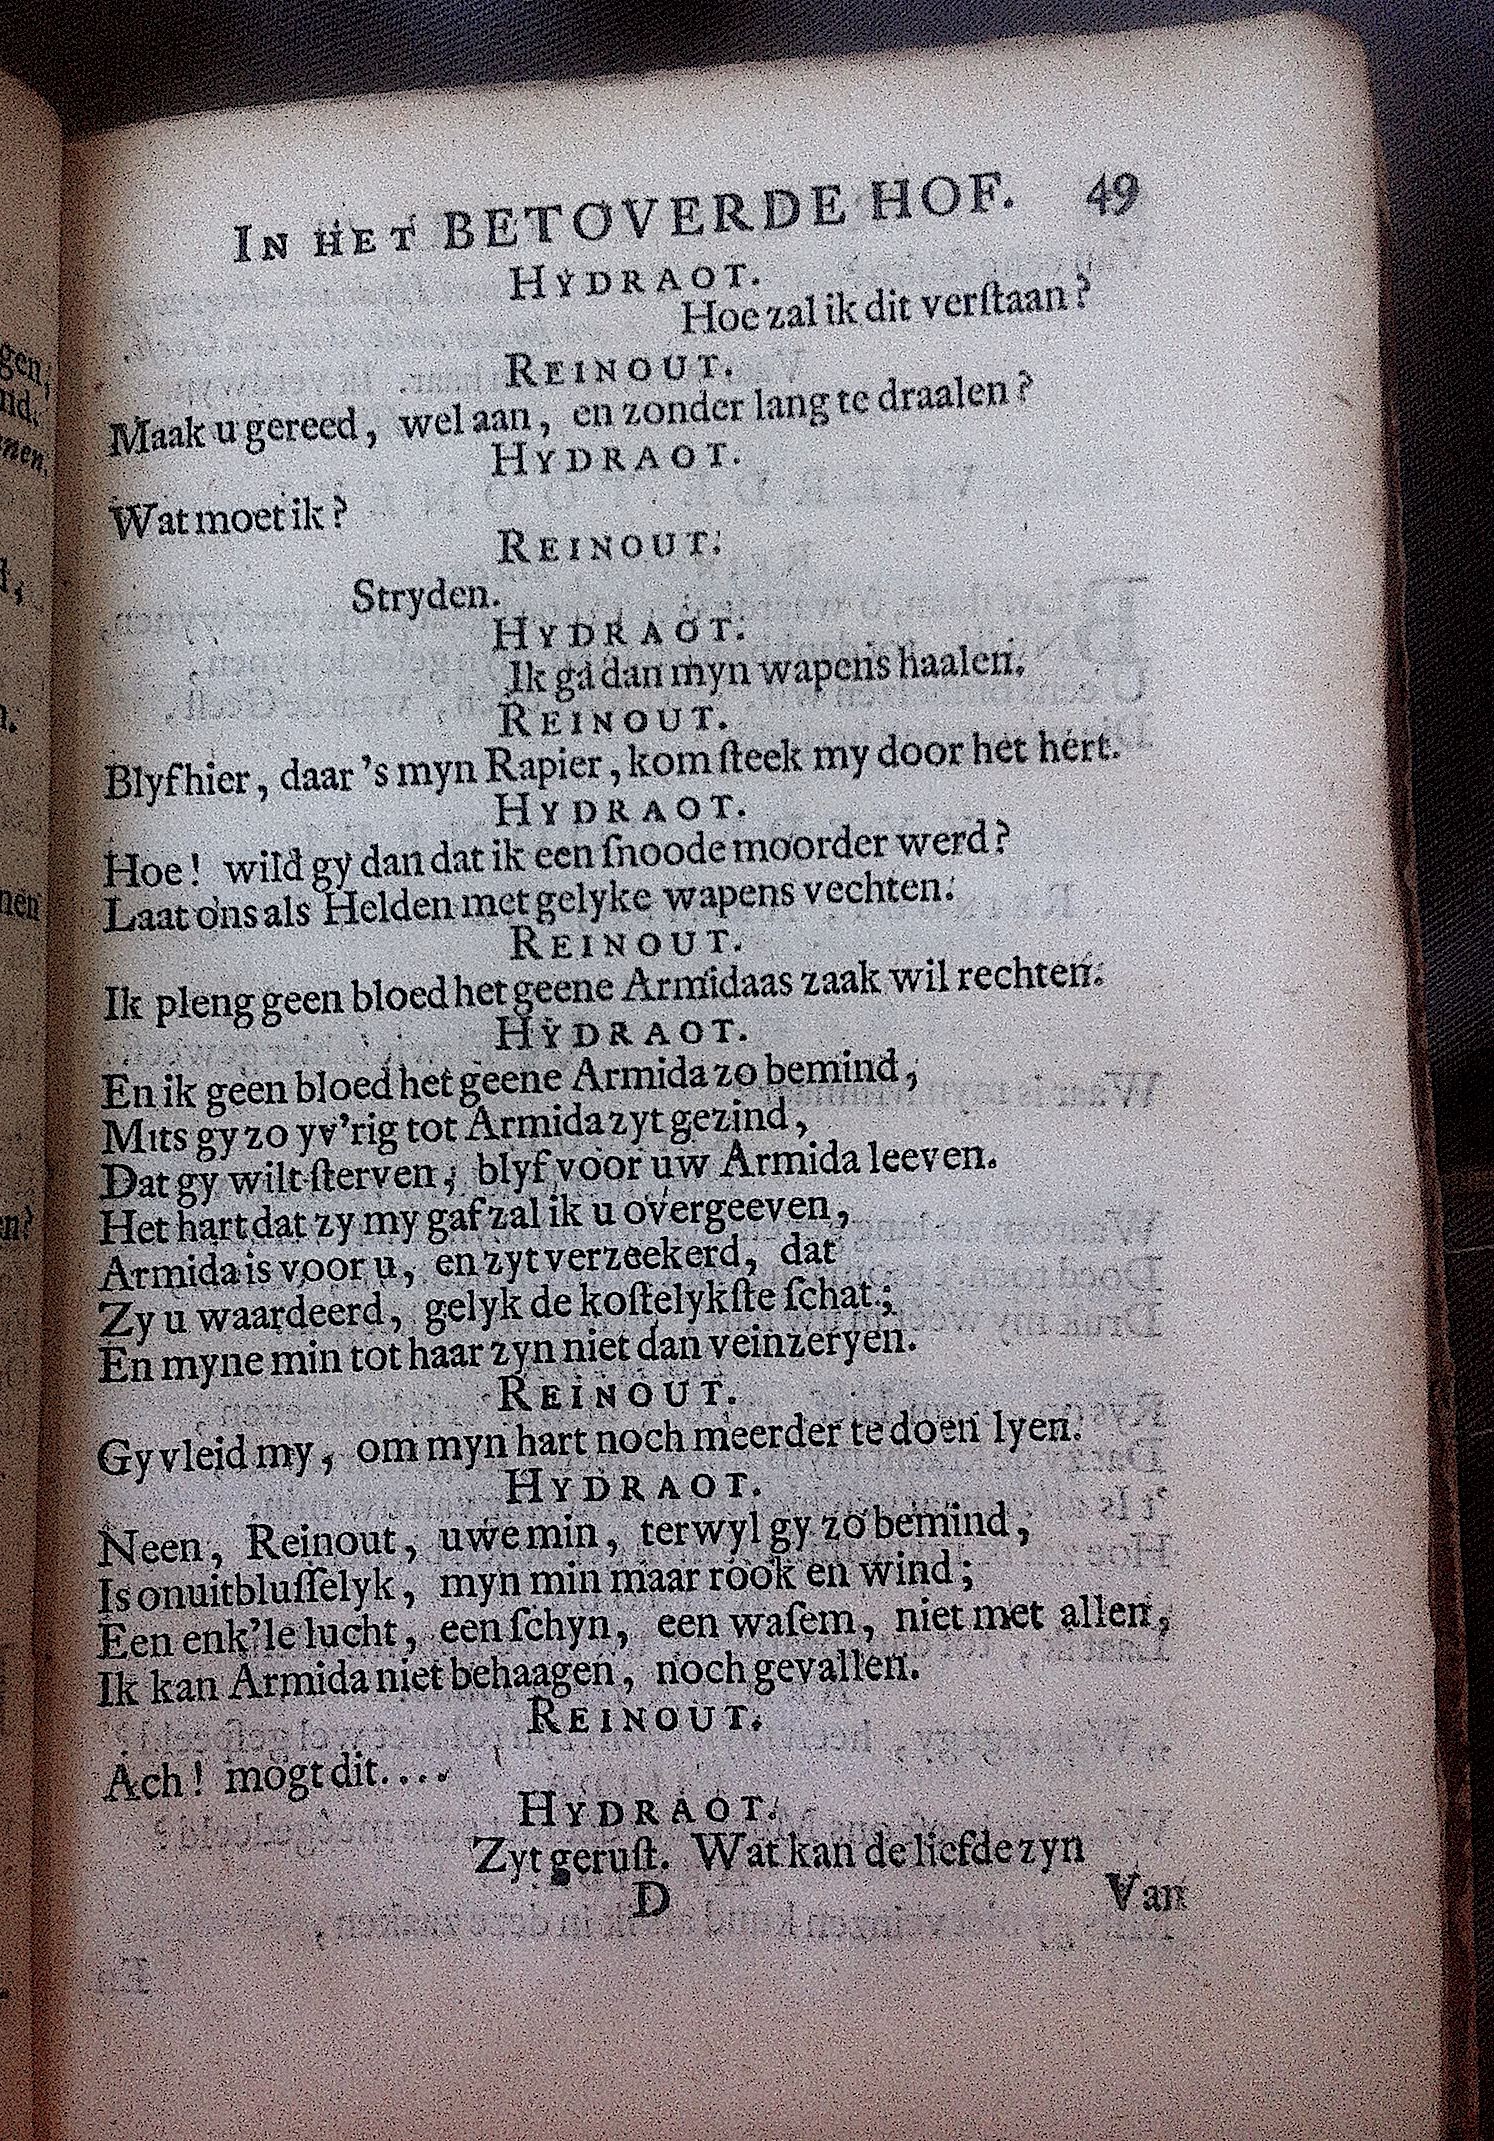 gen;
nd.
nnen.
d,
n.
nen
n?
IN HET BETOVERDE HOF. 49
HYDRAOT.
Hoe zal ik dit verſtaan?
REINOUT.
Maak u gereed, wel aan, en zonder lang te draalen?
HYDRAOT.
Wat moet ik?
REINOUT.
Stryden.
HYDRAOT.
Ik ga dan myn wapens haalen.
REINOUT.
Blyf hier, daar 's myn Rapier, kom ſteek my door het hert.
HYDRAOT.
Hoe! wild gy dan dat ik een ſnoode moorder werd?
Laat ons als Helden met gelyke wapens vechten.
REINOUT.
Ik pleng geen bloed het geene Armidaas zaak wil rechten.
HYDRAOT.
En ik geen bloed het geene Armida zo bemind,
Mits gy zo yv'rig tot Armida zyt gezind,
Dat gy wilt ſterven, blyf voor uw Armida leeven.
Het hart dat zy my gaf zal ik u overgeeven,
Armida is voor u, en zyt verzeekerd, dat
Zy u waardeerd, gelyk de koſtelykſte ſchat;
En myne min tot haar zyn niet dan veinzeryen.
REINOUT.
Gy vleid my, om myn hart noch meerder te doen lyen.
HYDRAOT.
Neen, Reinout, uwe min, terwyl gy zo bemind,
Is onuitbluſſelyk, myn min maar rook en wind;
Een enk'le lucht, een ſchyn, een waſem, niet met allen,
Ik kan Armida niet behaagen, noch gevallen.
REINOUT.
Ach! mogt dit....
HYDRAOT.
Zyt geruſt. Wat kan de liefde zyn
D Van